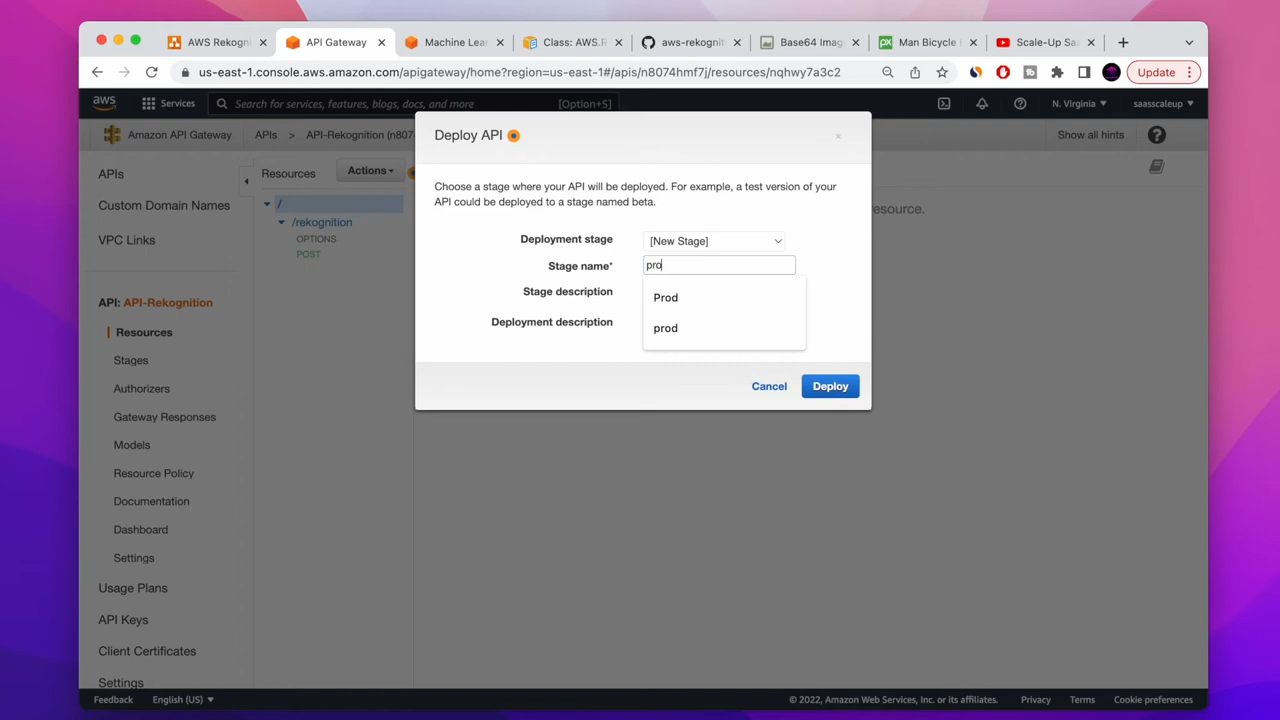 AWS Rekogn
API Gateway
Machine Lear
Class: AWS.R
aws-rekognit
Base64 Imag
Man Bicycle
Scale-Up Saa
us-east-1.console.aws.amazon.com/apigateway/home?region=us-east-1#/apis/n8074hmf7j/resources/nqhwy7a3c2
Update
aws
Services
Search for services, features, blogs, docs, and more
[Option+S]
N. Virginia
saasscaleup
Amazon API Gateway
APIs
API-Rekognition (n807
Show all hints
Deploy API
APIs
Custom Domain Names
VPC Links
API: API-Rekognition
Resources
Stages
Authorizers
Gateway Responses
Models
Resource Policy
Documentation
Dashboard
Settings
Usage Plans
API Keys
Client Certificates
Settings
Resources
Actions
/
/rekognition
OPTIONS
POST
resource.
Choose a stage where your API will be deployed. For example, a test version of your
API could be deployed to a stage named beta.
Deployment stage
[New Stage]
Stage name*
pro
Stage description
Prod
Deployment description
prod
Cancel
Deploy
Feedback
English (US)
© 2022, Amazon Web Services, Inc. or its affiliates.
Privacy
Terms
Cookie preferences